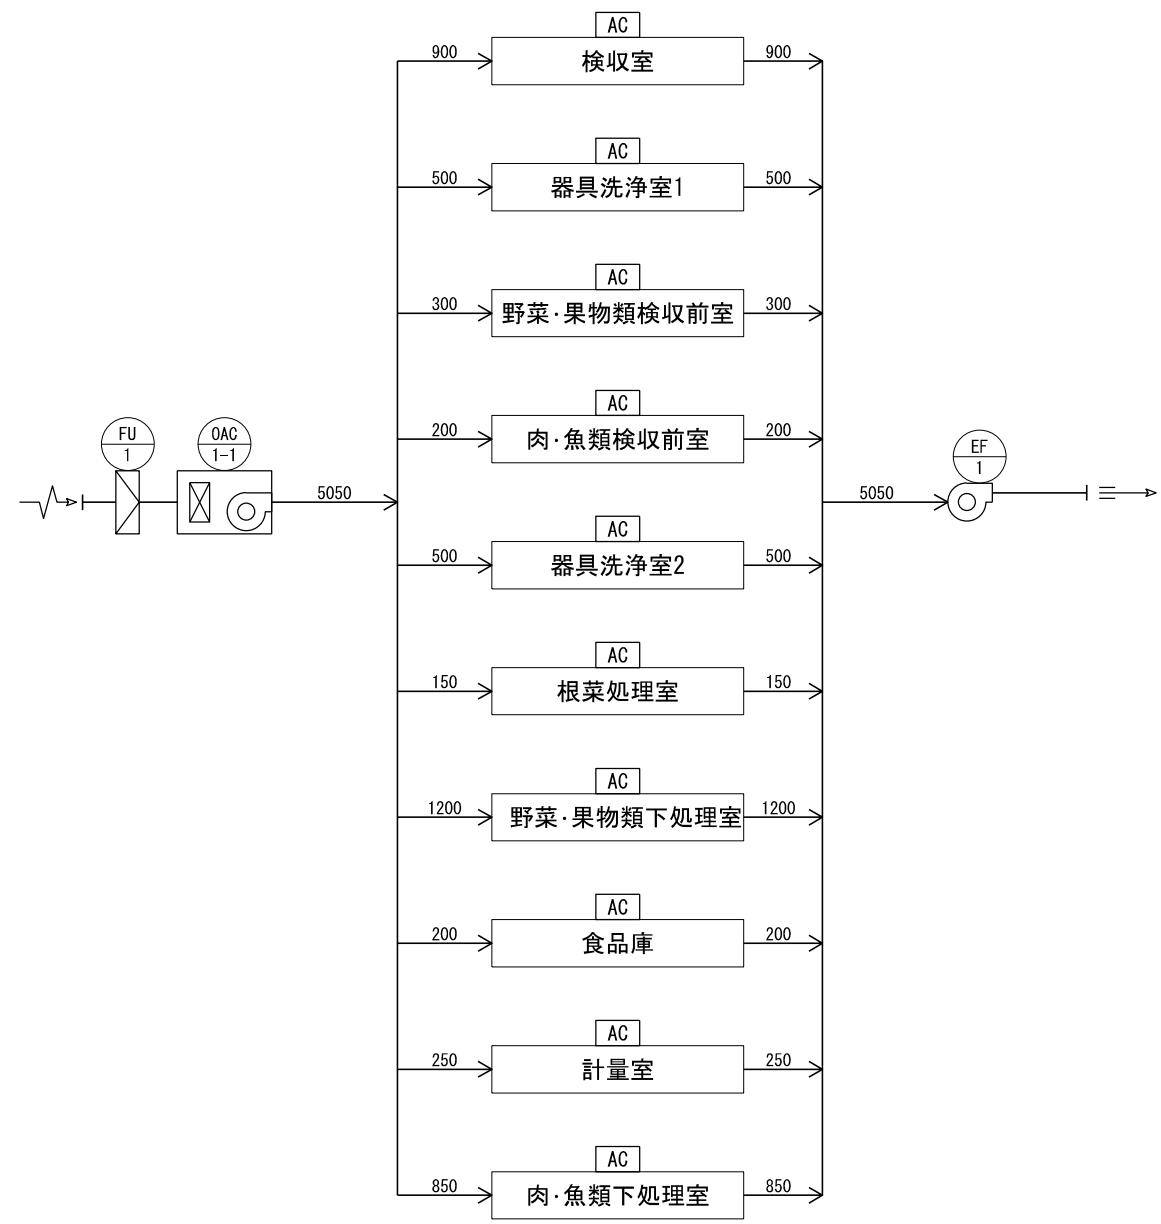 AC
900
検収室
900
AC
500
器具洗浄室1
500
AC
300
野菜・果物類検収前室
300
AC
200
肉・魚類検収前室
200
FU
1
OAC
1-1
5050
5050
EF
1
AC
500
器具洗浄室2
500
AC
150
根菜処理室
150
AC
1200
野菜・果物類下処理室
1200
AC
200
食品庫
200
AC
250
計量室
250
AC
850
肉・魚類下処理室
850